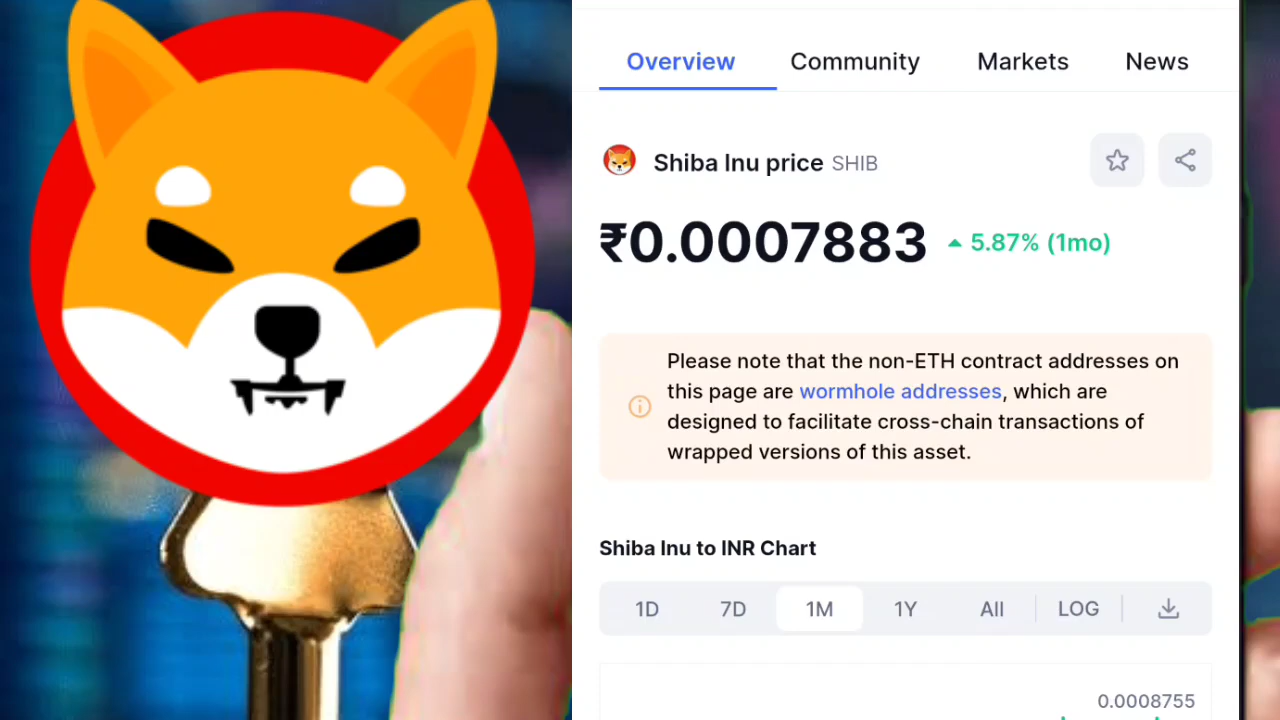 Overview Community Markets News
Shiba Inu price SHIB
₹0.0007883 5.87% (1mo)
Please note that the non-ETH contract addresses on
this page are wormhole addresses, which are
designed to facilitate cross-chain transactions of
wrapped versions of this asset.
Shiba Inu to INR Chart
1D 7D 1M 1Y All LOG
0.0008755